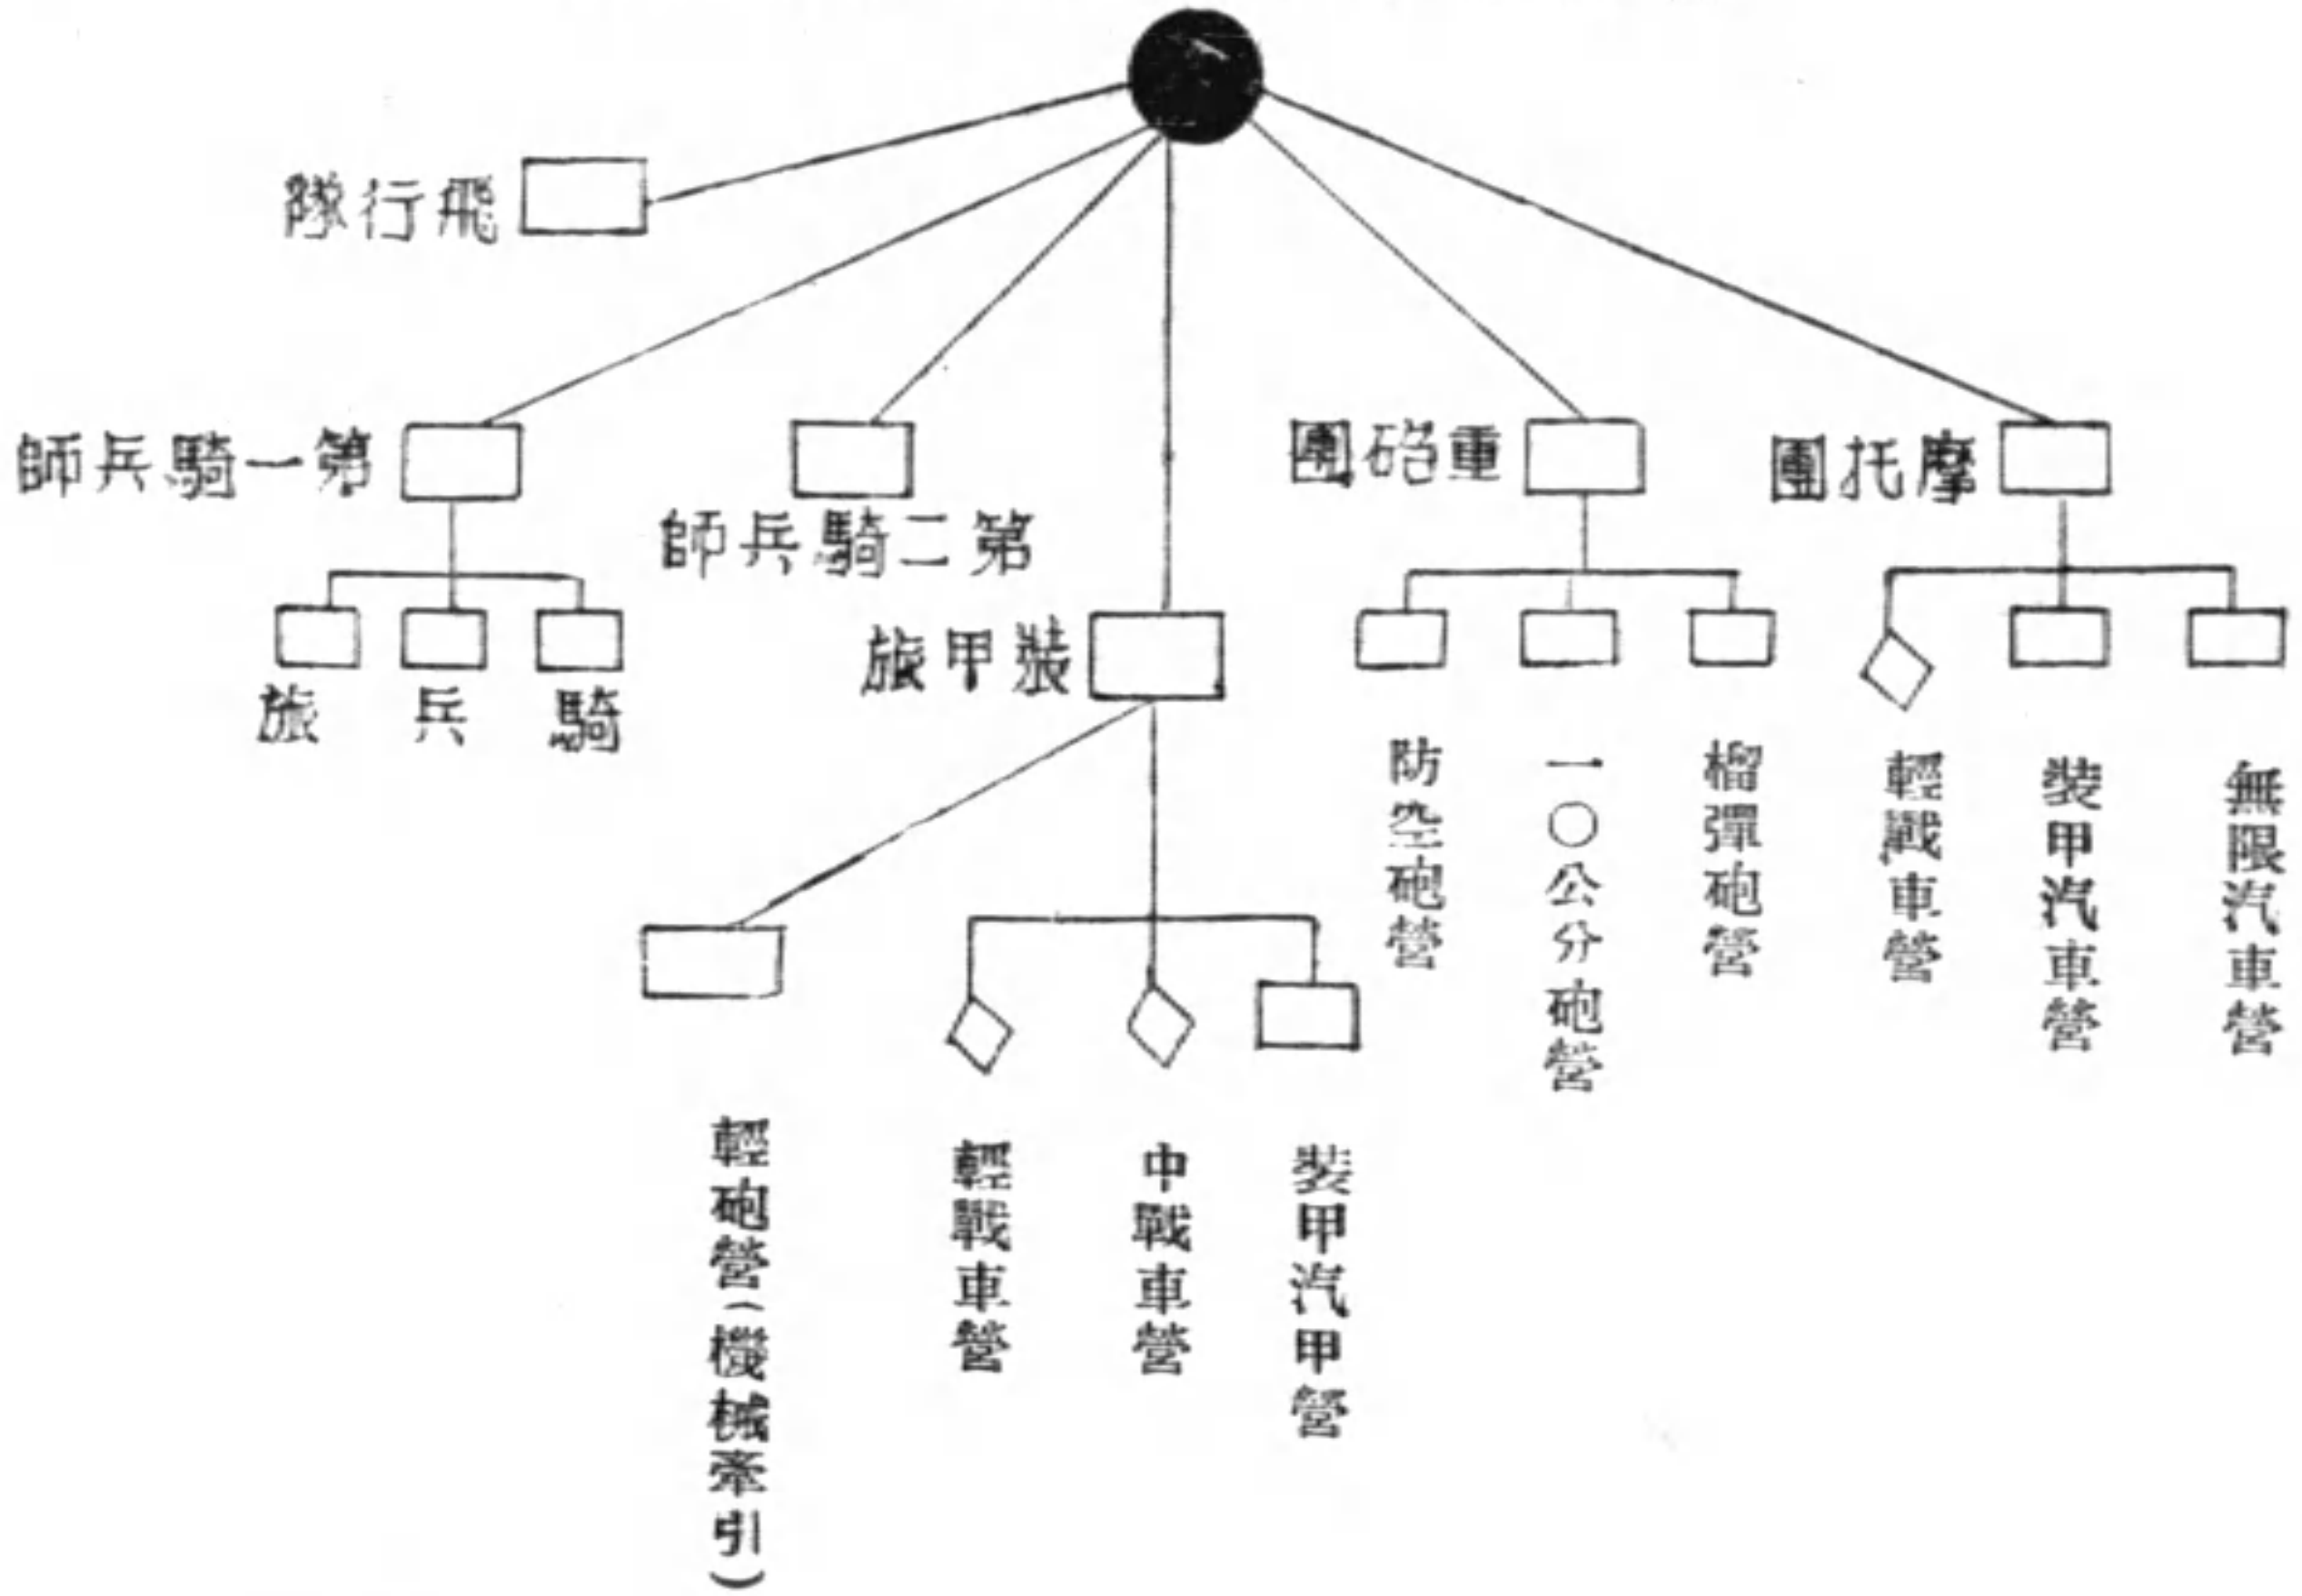 飛行隊
第一騎兵師
騎兵旅
第二騎兵師
裝甲旅
重砲團
摩托團
無限汽車營
裝甲汽車營
輕戰車營
榴彈砲營
一〇公分砲營
防空砲營
裝甲汽甲營
中戰車營
輕戰車營
輕砲營(機械牽引)